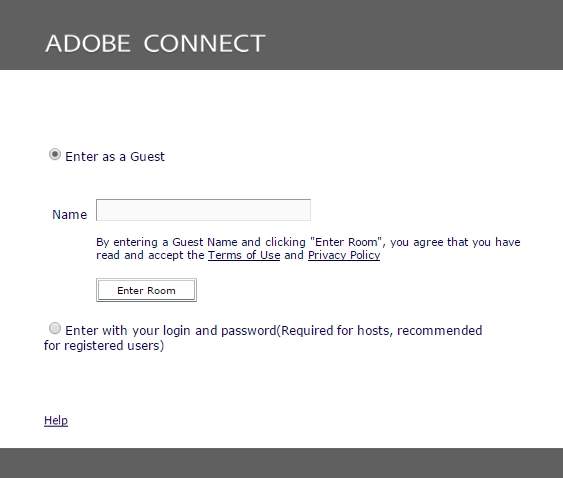 ADOBE CONNECT
Enter as a Guest
Name
By entering a Guest Name and clicking "Enter Room", you agree that you have
read and accept the Terms of Use and Privacy Policy
Enter Room
Enter with your login and password(Required for hosts, recommended
for registered users)
Help